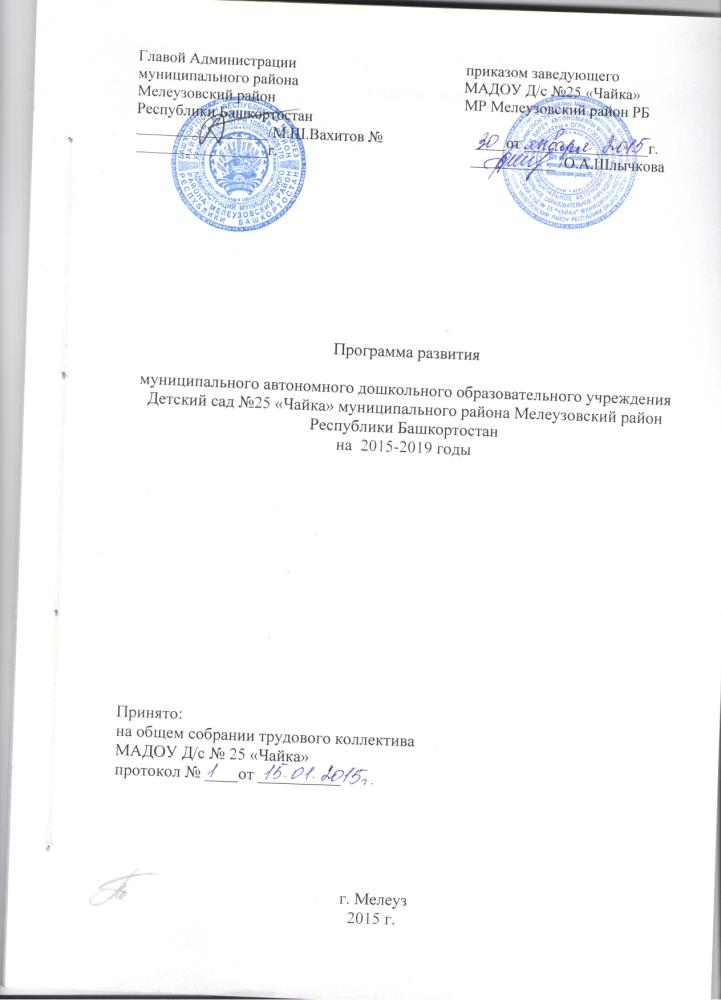 Главой Администрации
муниципального района
Мелеузовский район
Республики Башкортостан
/М.Ш.Вахитов №
г.
приказом заведующего
МАДОУ Д/с №25 «Чайка»
МР Мелеузовский район РБ
30 от января 2015 г.
О.А.Шлычкова
Программа развития
муниципального автономного дошкольного образовательного учреждения
Детский сад №25 «Чайка» муниципального района Мелеузовский район
Республики Башкортостан
на 2015-2019 годы
Принято:
на общем собрании трудового коллектива
МАДОУ Д/с № 25 «Чайка»
протокол № 1 от 15.01.2015г.
г. Мелеуз
2015 г.